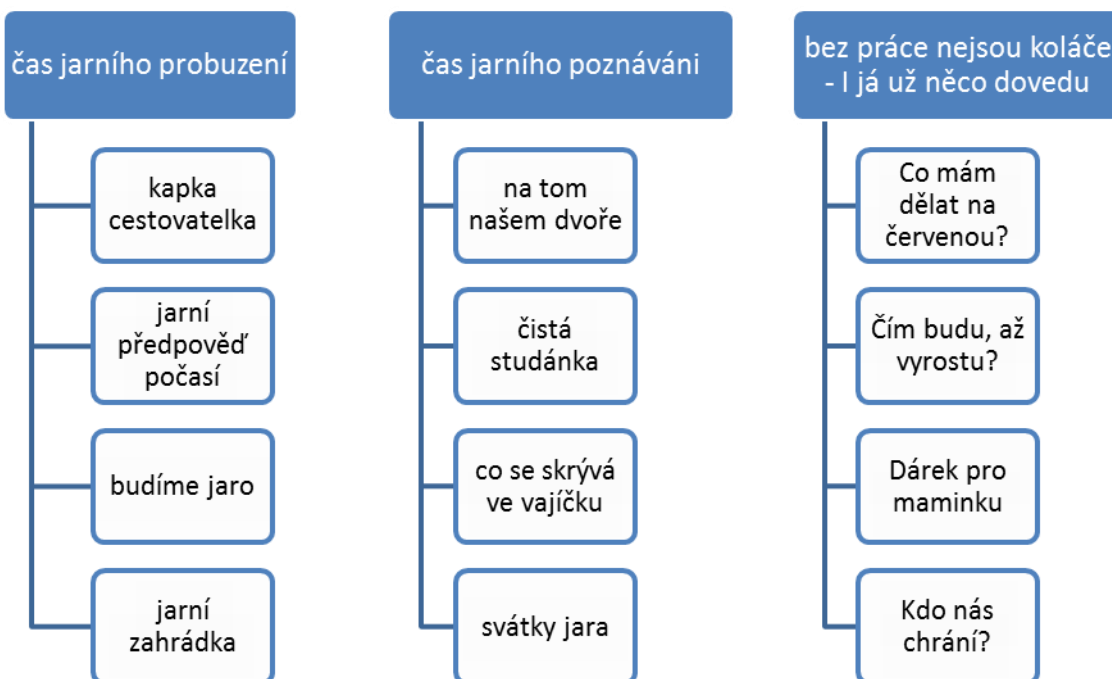 čas jarního probuzení
kapka
cestovatelka
jarní
předpověď
počasí
budíme jaro
jarní
zahrádka
čas jarního poznáváni
na tom
našem dvoře
čistá
studánka
co se skrývá
ve vajíčku
svátky jara
bez práce nejsou koláče
- I já už něco dovedu
Co mám
dělat na
červenou?
Čím budu, až
vyrostu?
Dárek pro
maminku
Kdo nás
chrání?